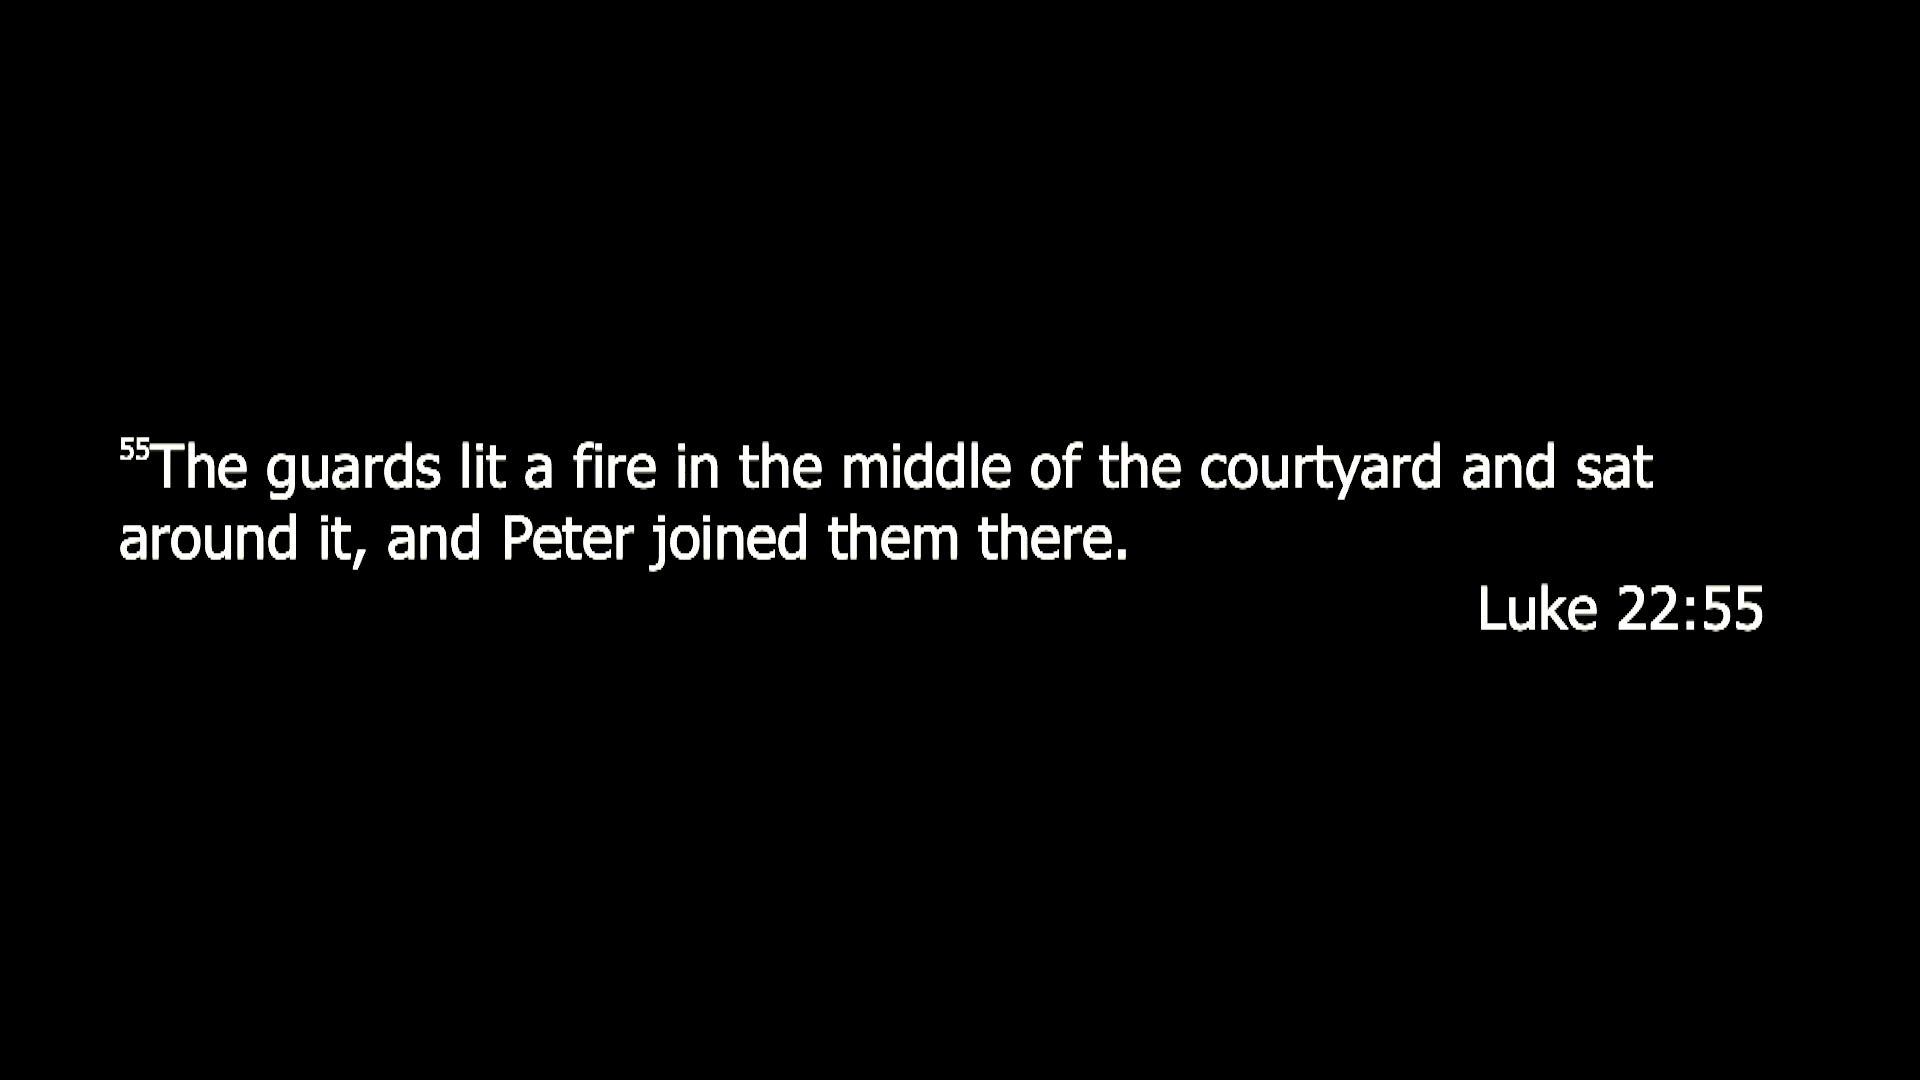 55The guards lit a fire in the middle of the courtyard and sat
around it, and Peter joined them there.
Luke 22:55